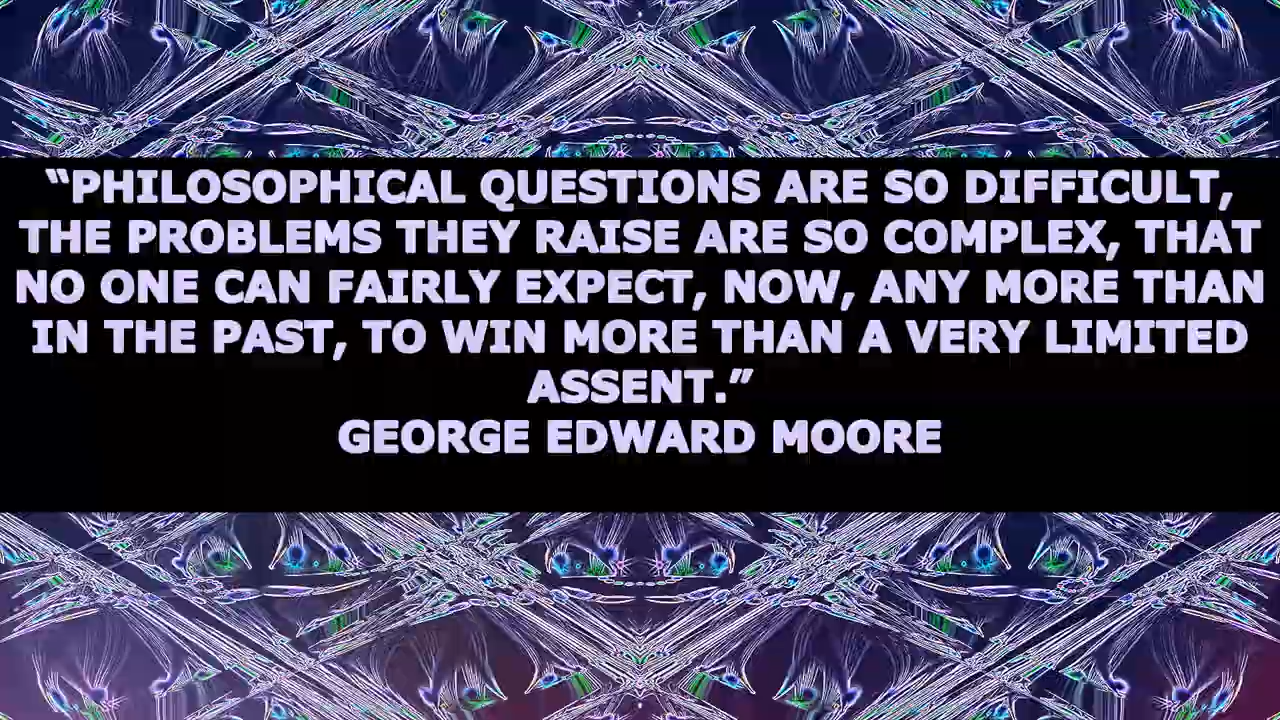 “PHILOSOPHICAL QUESTIONS ARE SO DIFFICULT,
THE PROBLEMS THEY RAISE ARE SO COMPLEX, THAT
NO ONE CAN FAIRLY EXPECT, NOW, ANY MORE THAN
IN THE PAST, TO WIN MORE THAN A VERY LIMITED
ASSENT.”
GEORGE EDWARD MOORE